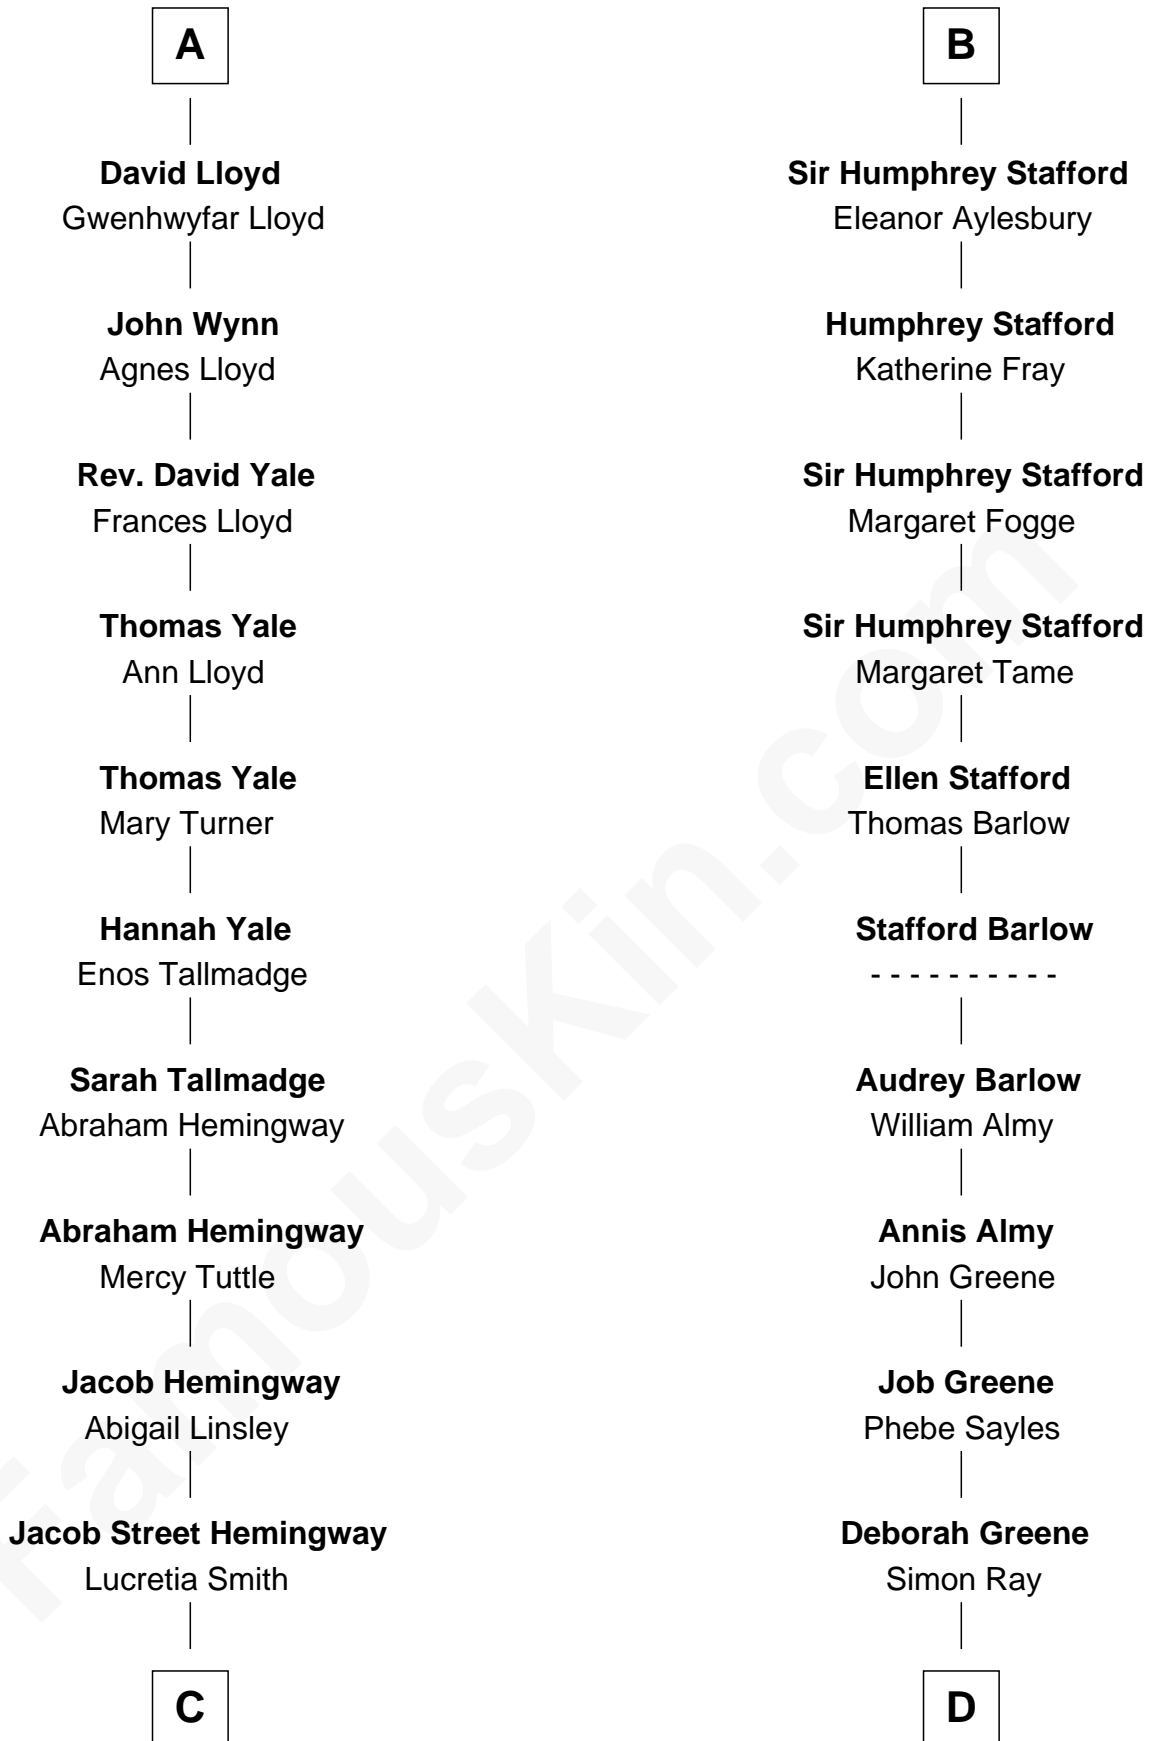 A
David Lloyd
Gwenhwyfar Lloyd
John Wynn
Agnes Lloyd
Rev. David Yale
Frances Lloyd
Thomas Yale
Ann Lloyd
Thomas Yale
Mary Turner
Hannah Yale
Enos Tallmadge
Sarah Tallmadge
Abraham Hemingway
Abraham Hemingway
Mercy Tuttle
Jacob Hemingway
Abigail Linsley
Jacob Street Hemingway
Lucretia Smith
C
B
Sir Humphrey Stafford
Eleanor Aylesbury
Humphrey Stafford
Katherine Fray
Sir Humphrey Stafford
Margaret Fogge
Sir Humphrey Stafford
Margaret Tame
Ellen Stafford
Thomas Barlow
Stafford Barlow
- - - - - - - - - -
Audrey Barlow
William Almy
Annis Almy
John Greene
Job Greene
Phebe Sayles
Deborah Greene
Simon Ray
D
FamousKin.com